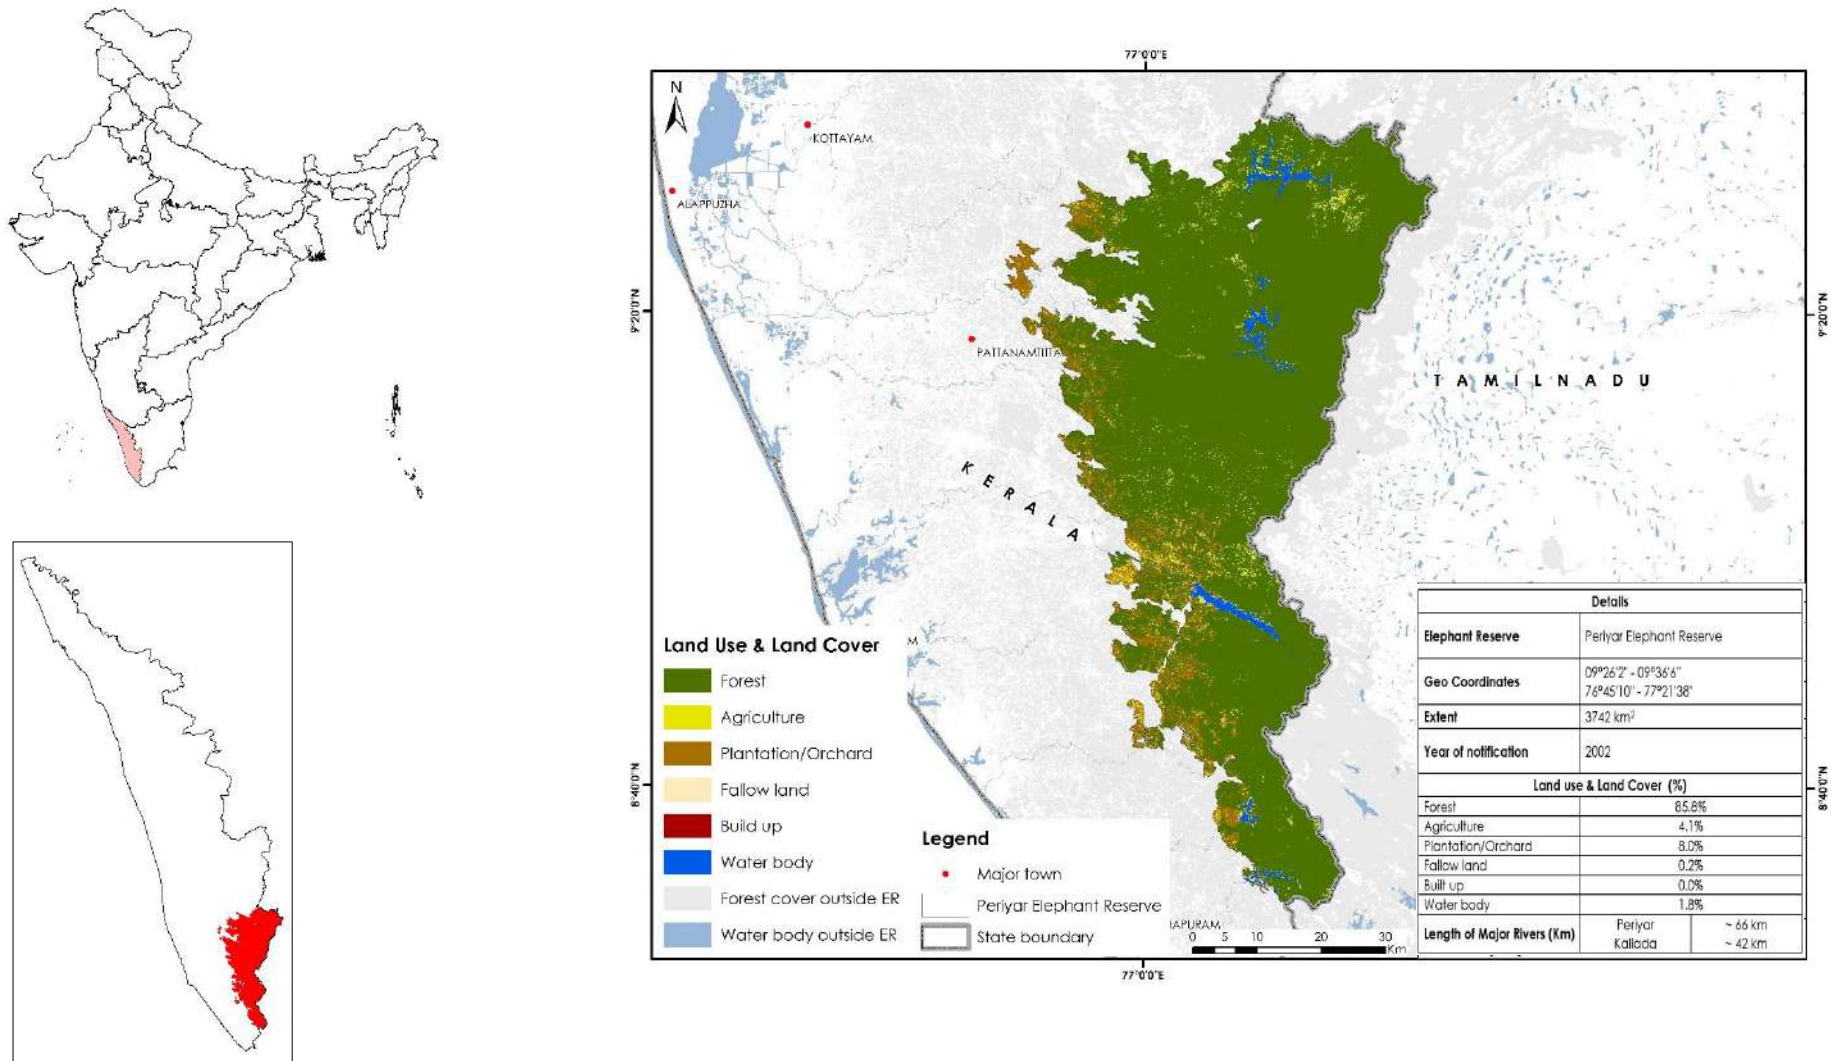 77°0'0"E
N
KOTTAYAM
ALAPPUZHA
9°20'0"N
9°20'0"N
PATTANAMTITTA
TAMILNADU
KERALA
M
Land Use & Land Cover
Forest
Agriculture
Plantation/Orchard
Fallow land
Build up
Water body
Forest cover outside ER
Water body outside ER
8°40'0"N
8°40'0"N
Legend
Major town
Periyar Elephant Reserve
State boundary
HAPURAM
0 5 10 20 30
Km
77°0'0"E
Details
Elephant Reserve Periyar Elephant Reserve
Geo Coordinates 09°26'2" - 09°36'6"
76°45'10" - 77°21'38"
Extent 3742 km²
Year of notification 2002
Land use & Land Cover (%)
Forest 85.8%
Agriculture 4.1%
Plantation/Orchard 8.0%
Fallow land 0.2%
Built up 0.0%
Water body 1.8%
Length of Major Rivers (Km) Periyar ~ 66 km
Kallada ~ 42 km